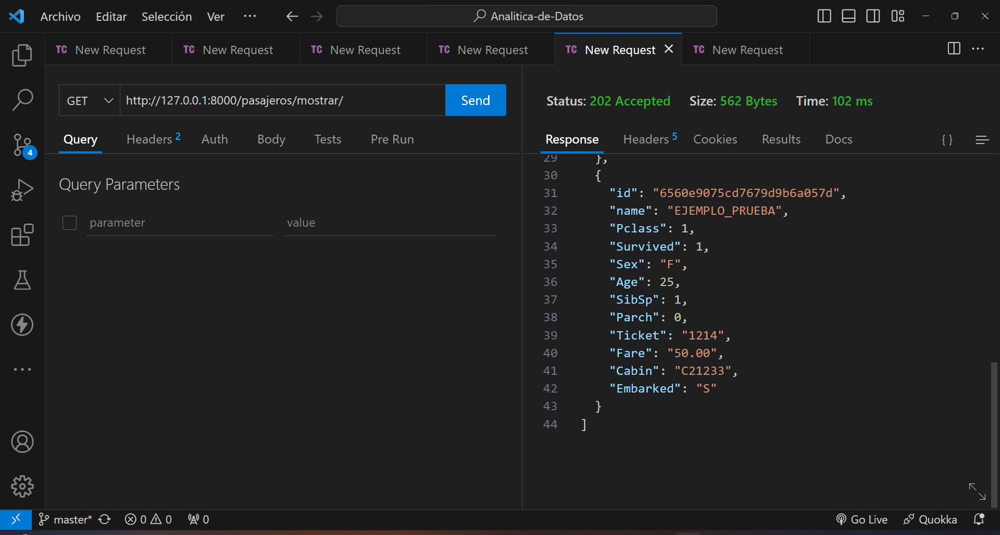 Archivo Editar Selección Ver ··· Analitica-de-Datos
TC New Request TC New Request TC New Request TC New Request TC New Request TC New Request
GET http://127.0.0.1:8000/pasajeros/mostrar/ Send
Status: 202 Accepted Size: 562 Bytes Time: 102 ms
Query Headers 2 Auth Body Tests Pre Run
Response Headers 5 Cookies Results Docs { }
Query Parameters
parameter value
4
29 },
30 {
31 "id": "6560e9075cd7679d9b6a057d",
32 "name": "EJEMPLO_PRUEBA",
33 "Pclass": 1,
34 "Survived": 1,
35 "Sex": "F",
36 "Age": 25,
37 "SibSp": 1,
38 "Parch": 0,
39 "Ticket": "1214",
40 "Fare": "50.00",
41 "Cabin": "C21233",
42 "Embarked": "S"
43 }
44 ]
master* 0 0 0 Go Live Quokka